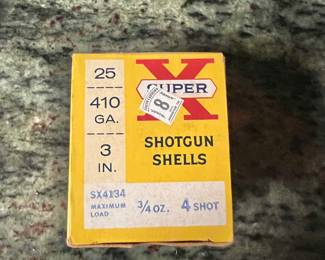 25
410
GA.
3
IN.
SUPER
X
8
SHOTGUN
SHELLS
SX4134
MAXIMUM
LOAD
3/4 OZ. 4 SHOT